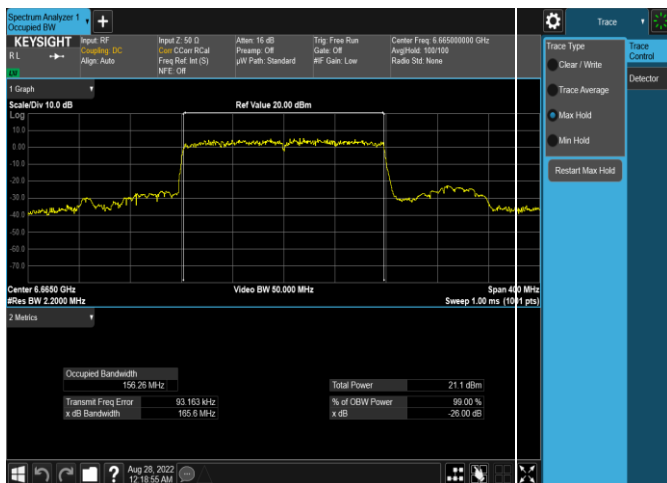 Spectrum Analyzer 1
Occupied BW
Trace
KEYSIGHT
R L
LXI
Input: RF
Coupling: DC
Align: Auto
Input Z: 50 Ω
Corr CCorr RCal
Freq Ref: Int (S)
NFE: Off
Atten: 16 dB
Preamp: Off
µW Path: Standard
Trig: Free Run
Gate: Off
#IF Gain: Low
Center Freq: 6.665000000 GHz
Avg|Hold: 100/100
Radio Std: None
Trace Type
Clear / Write
Trace Average
Max Hold
Min Hold
Restart Max Hold
Trace
Control
Detector
1 Graph
Scale/Div 10.0 dB
Ref Value 20.00 dBm
Log
10.0
0.00
-10.0
-20.0
-30.0
-40.0
-50.0
-70.0
Center 6.6650 GHz
Video BW 50.000 MHz
Span 400 MHz
#Res BW 2.2000 MHz
Sweep 1.00 ms (1001 pts)
2 Metrics
Occupied Bandwidth
156.26 MHz
Total Power 21.1 dBm
Transmit Freq Error 93.163 kHz
% of OBW Power 99.00 %
x dB Bandwidth 165.6 MHz
x dB -26.00 dB
?
Aug 28, 2022
12:18:55 AM